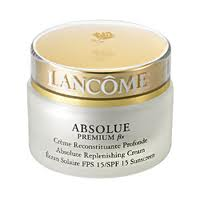 LANCÔME
ABSOLUE
PREMIUM βx
Crème Reconstituante Profonde
Absolute Replenishing Cream
Écran Solaire FPS 15/SPF 15 Sunscreen